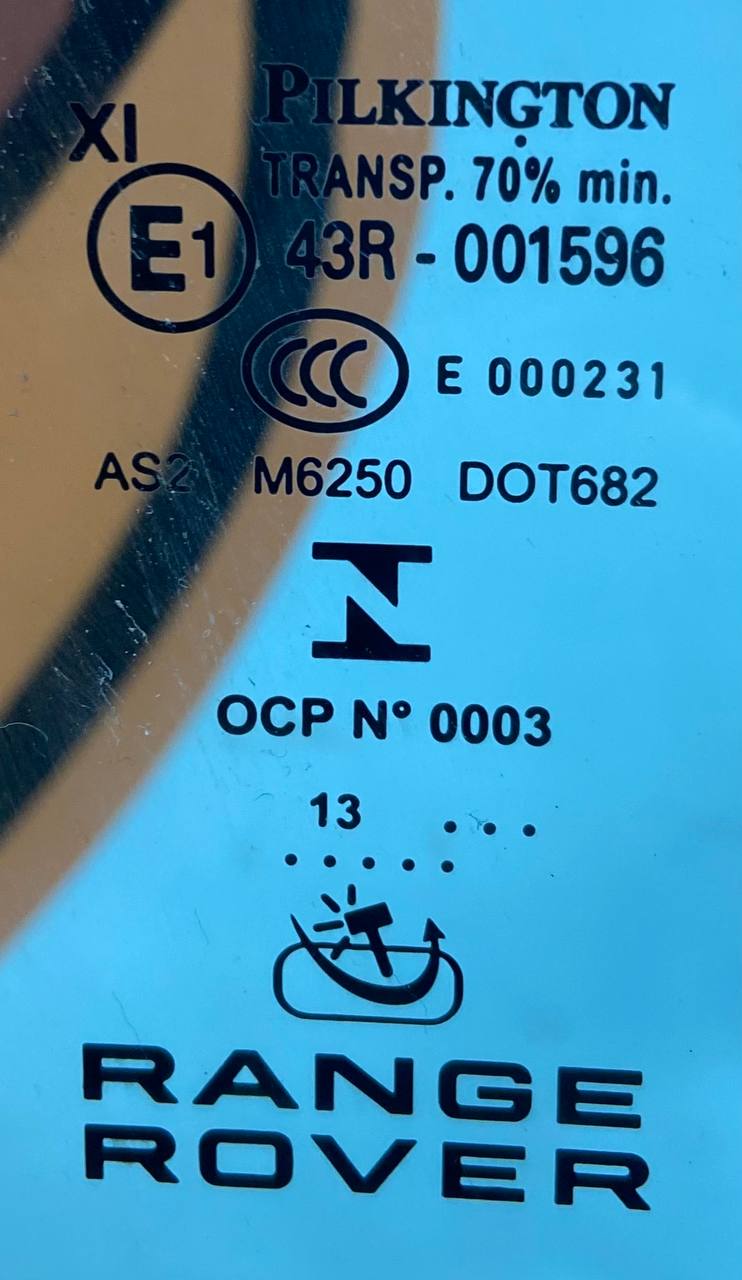 PILKINGTON
XI
TRANSP. 70% min.
E1 43R - 001596
CCC E 000231
AS2 M6250 DOT682
OCP N° 0003
13
RANGE
ROVER